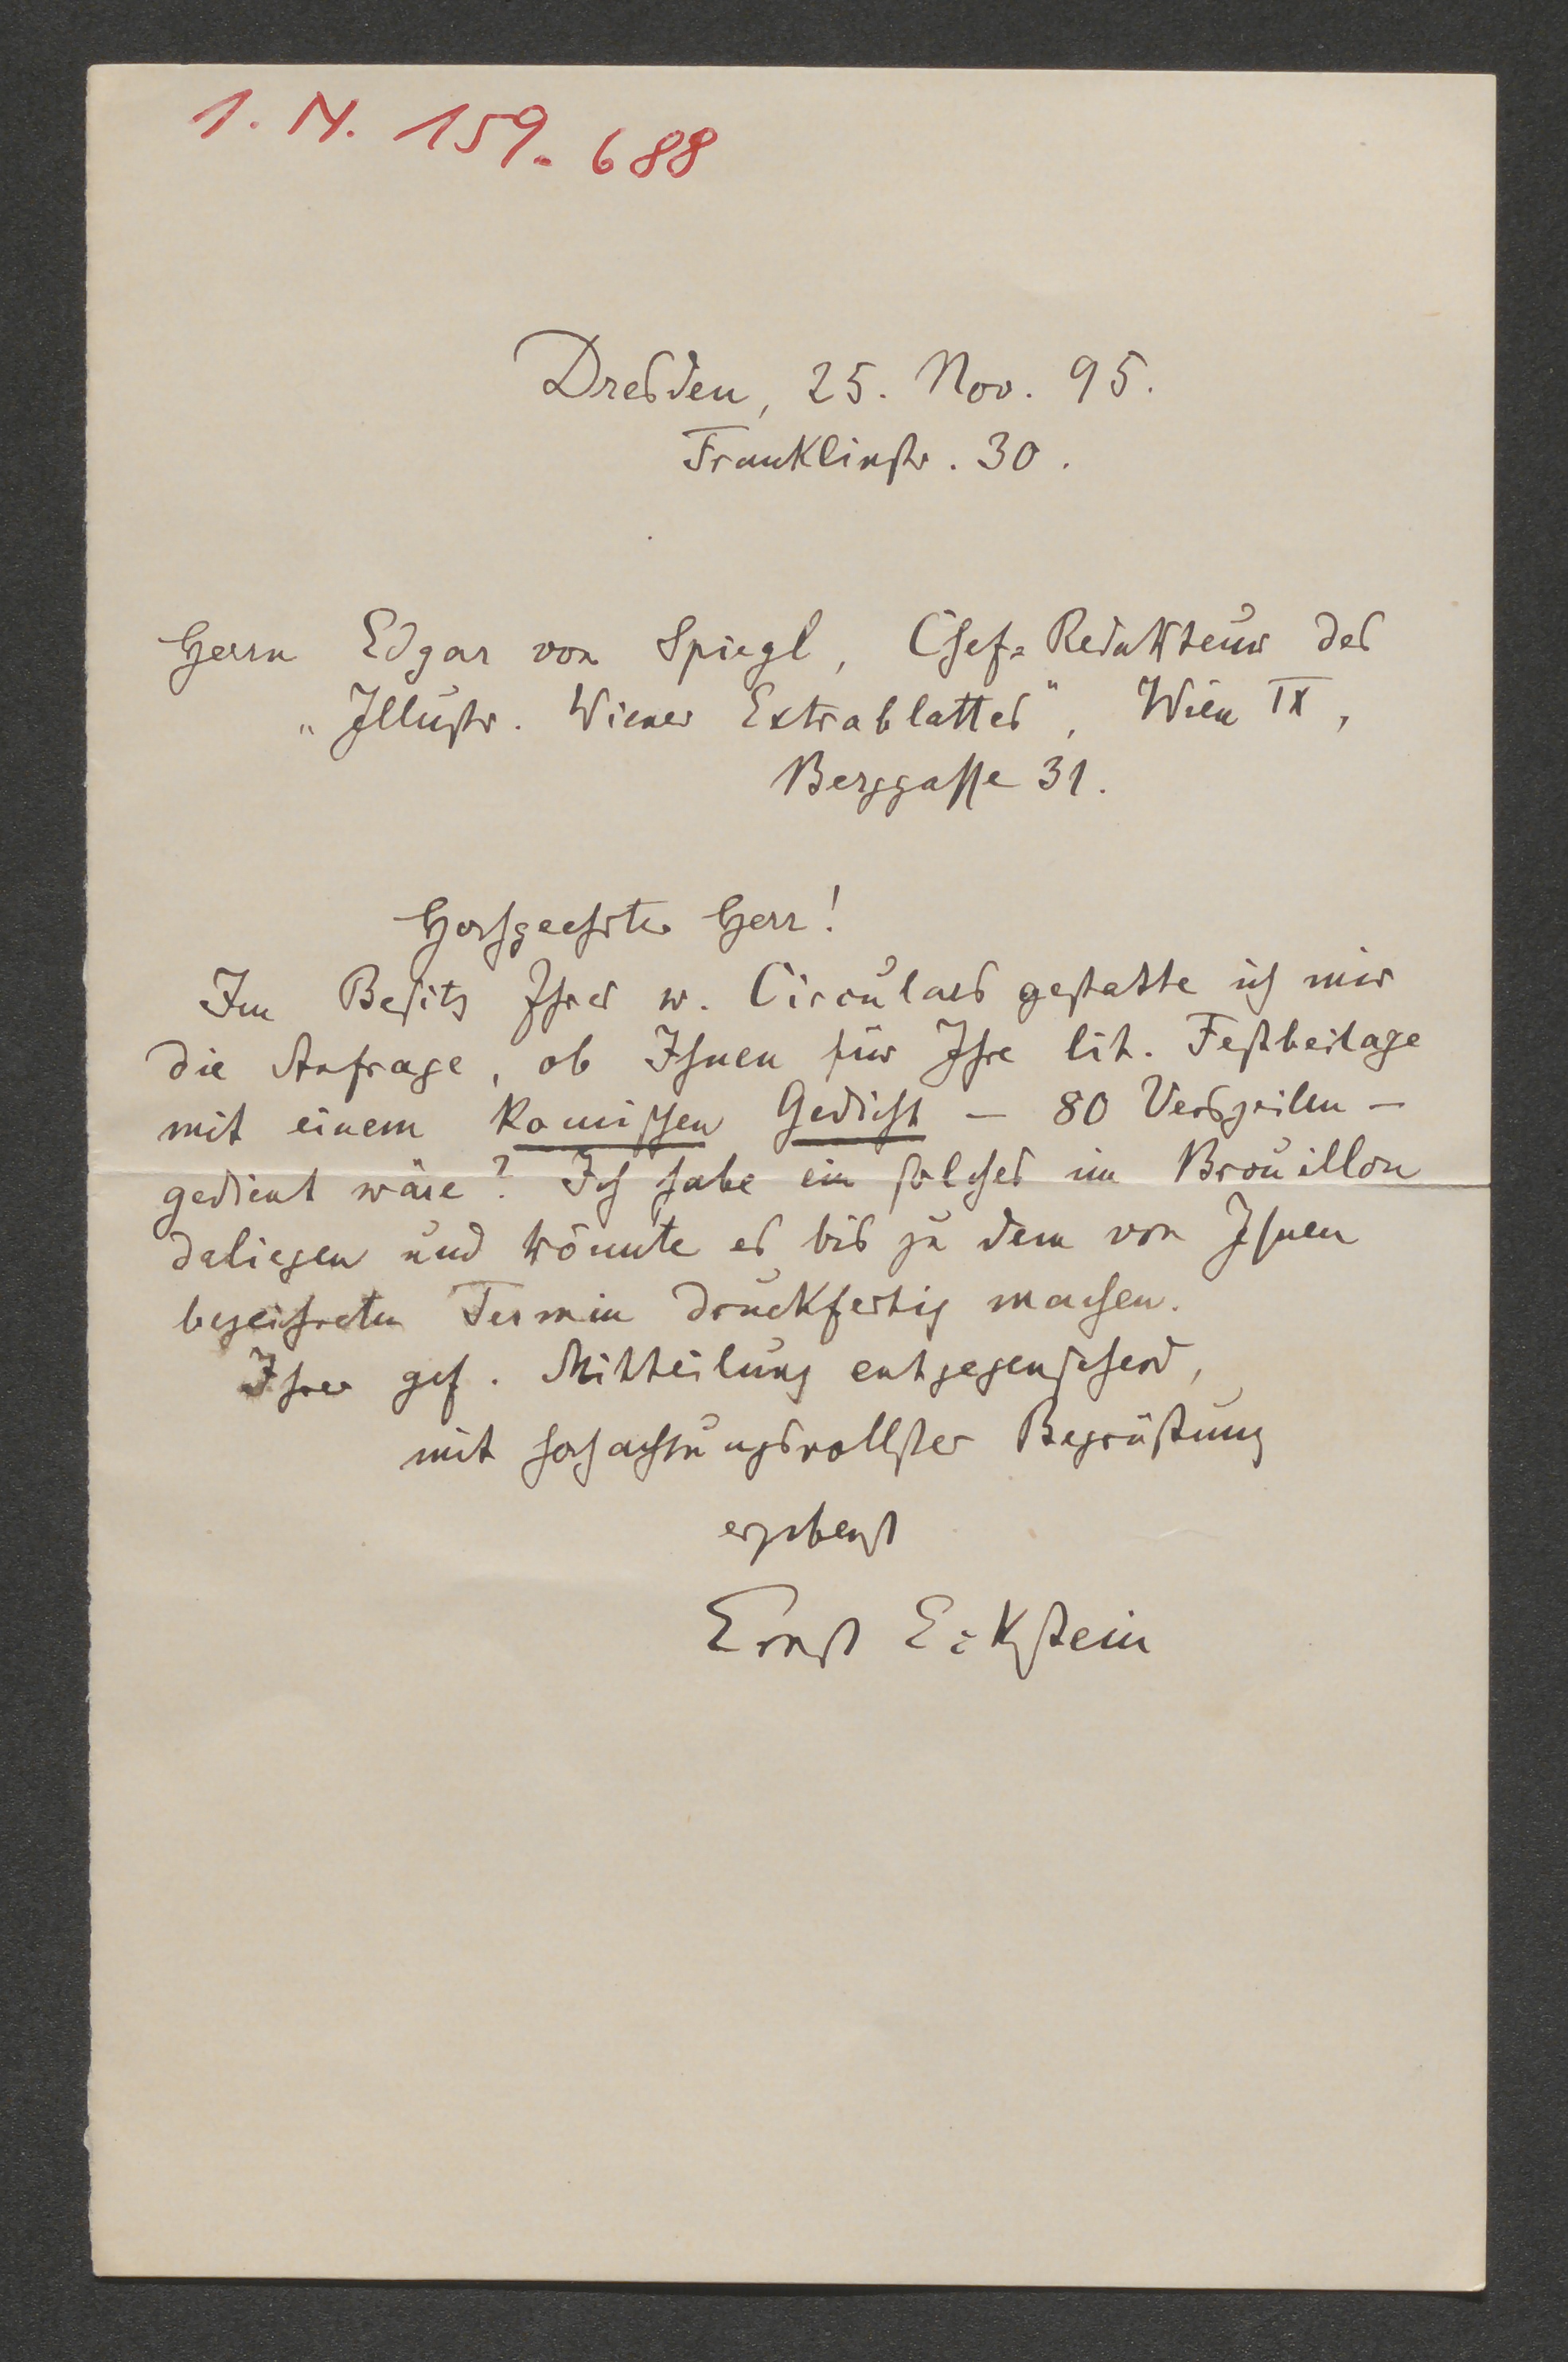 I. N. 159.688
Dresden, 25. Nov. 95.
Franklinstr. 30.
Herrn Edgar von Spiegl, Chef-Redakteur des
„Illustr. Wiener Extrablattes", Wien IX,
Berggasse 31.
Hochgeehrter Herr!
Im Besitz Ihres w. Circulars gestatte ich mir
die Anfrage, ob Ihnen für Ihre lit. Festbeilage
mit einem komischen Gedicht — 80 Verszeilen —
gedient wäre? Ich habe ein solches im Brouillon
daliegen und könnte es bis zu dem von Ihnen
bezeichneten Termin druckfertig machen.
Ihrer gef. Mitteilung entgegensehend,
mit hochachtungsvollster Begrüßung
ergebenst
Ernst Eckstein